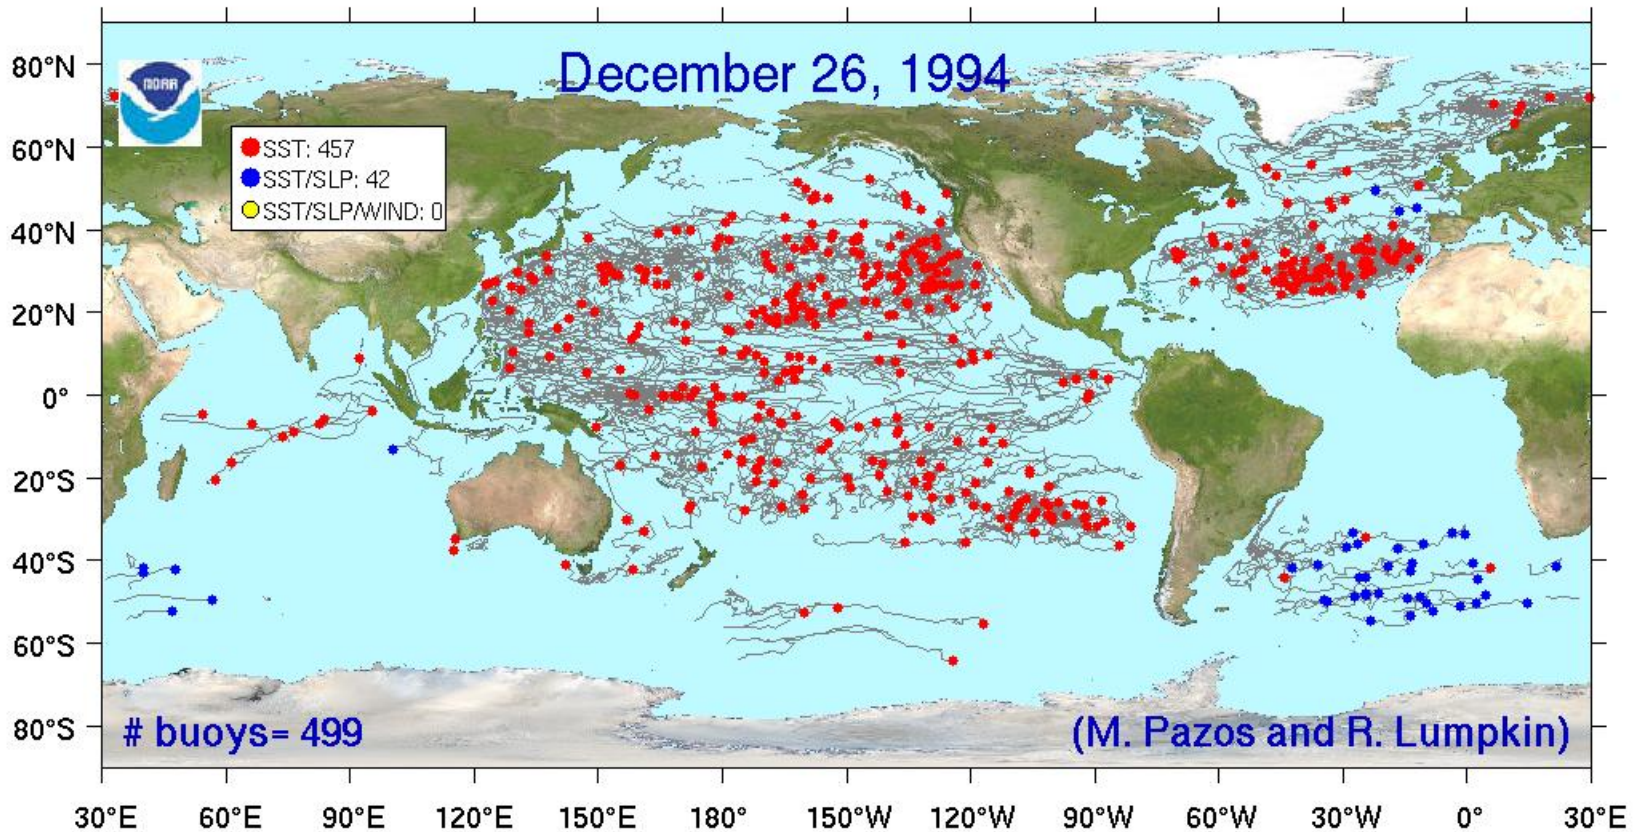 December 26, 1994
NOAA
SST: 457
SST/SLP: 42
SST/SLP/WIND: 0
80°N
60°N
40°N
20°N
0°
20°S
40°S
60°S
80°S
# buoys= 499
(M. Pazos and R. Lumpkin)
30°E 60°E 90°E 120°E 150°E 180° 150°W 120°W 90°W 60°W 30°W 0° 30°E